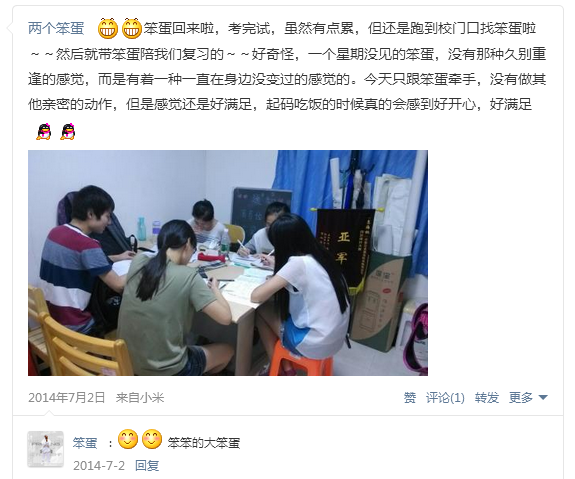 两个笨蛋 笨蛋回来啦，考完试，虽然有点累，但还是跑到校门口找笨蛋啦
～～然后就带笨蛋陪我们复习的～～好奇怪，一个星期没见的笨蛋，没有那种久别重
逢的感觉，而是有着一种一直在身边没变过的感觉的。今天只跟笨蛋牵手，没有做其
他亲密的动作，但是感觉还是好满足，起码吃饭的时候真的会感到好开心，好满足
亚
军
2014年7月2日 来自小米 赞 评论(1) 转发 更多
笨蛋 ： 笨笨的大笨蛋
2014-7-2 回复